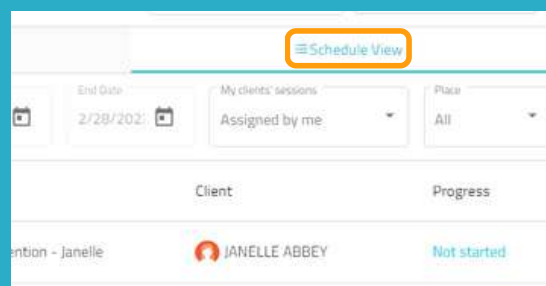 Schedule View
End Date
My clients' sessions
Place
2/28/202
Assigned by me
All
Client
Progress
ention - Janelle
JANELLE ABBEY
Not started